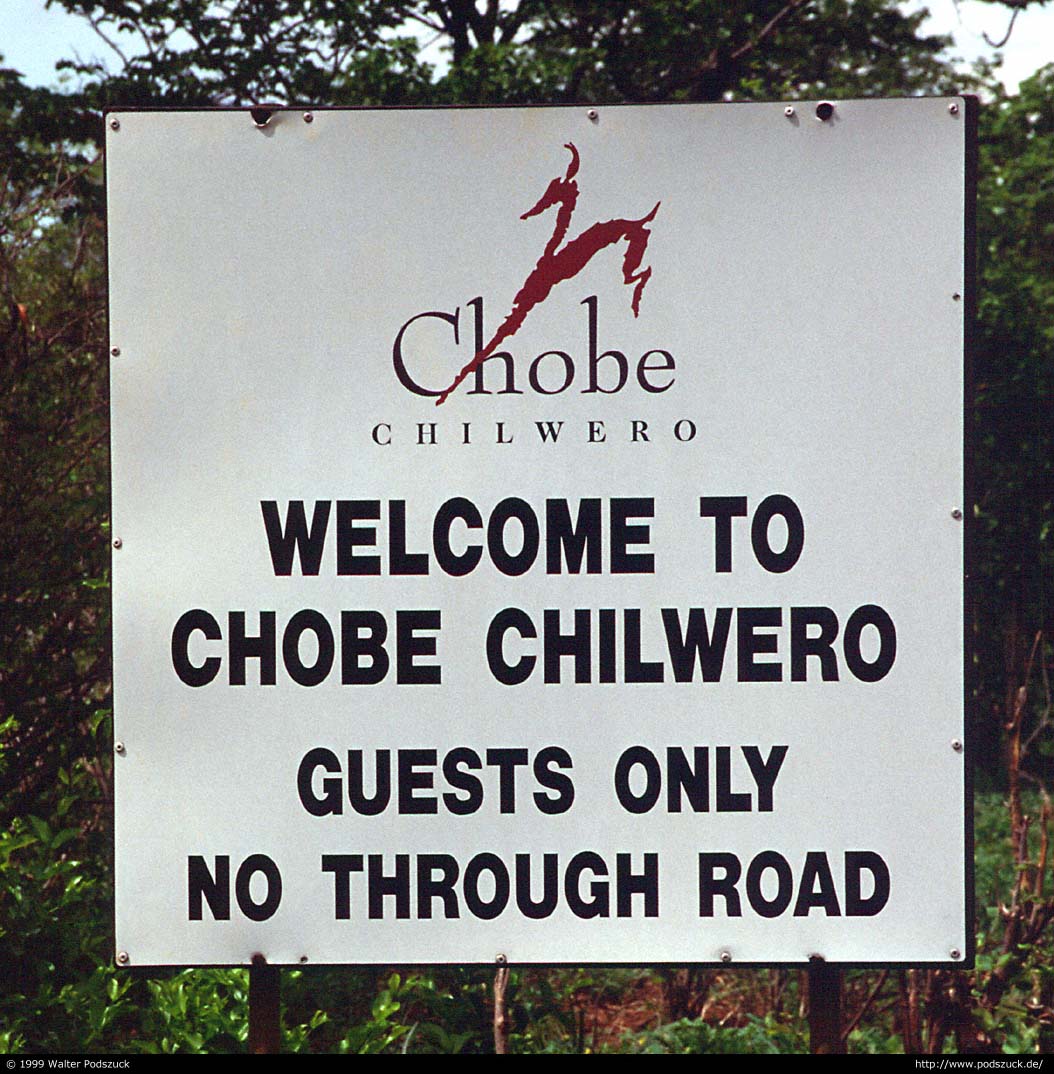 Chobe
CHILWERO
WELCOME TO
CHOBE CHILWERO
GUESTS ONLY
NO THROUGH ROAD
© 1999 Walter Podszuck
http://www.podszuck.de/